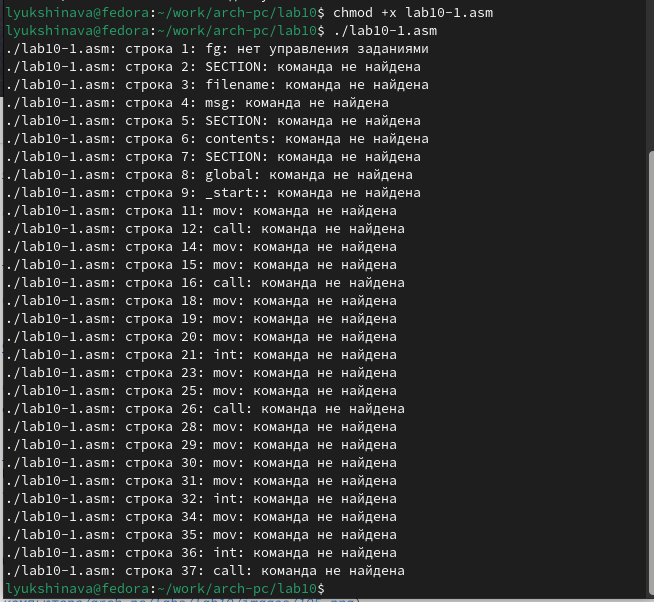 lyukshinava@fedora:~/work/arch-pc/lab10$ chmod +x lab10-1.asm
lyukshinava@fedora:~/work/arch-pc/lab10$ ./lab10-1.asm
./lab10-1.asm: строка 1: fg: нет управления заданиями
./lab10-1.asm: строка 2: SECTION: команда не найдена
./lab10-1.asm: строка 3: filename: команда не найдена
./lab10-1.asm: строка 4: msg: команда не найдена
./lab10-1.asm: строка 5: SECTION: команда не найдена
./lab10-1.asm: строка 6: contents: команда не найдена
./lab10-1.asm: строка 7: SECTION: команда не найдена
./lab10-1.asm: строка 8: global: команда не найдена
./lab10-1.asm: строка 9: _start:: команда не найдена
./lab10-1.asm: строка 11: mov: команда не найдена
./lab10-1.asm: строка 12: call: команда не найдена
./lab10-1.asm: строка 14: mov: команда не найдена
./lab10-1.asm: строка 15: mov: команда не найдена
./lab10-1.asm: строка 16: call: команда не найдена
./lab10-1.asm: строка 18: mov: команда не найдена
./lab10-1.asm: строка 19: mov: команда не найдена
./lab10-1.asm: строка 20: mov: команда не найдена
./lab10-1.asm: строка 21: int: команда не найдена
./lab10-1.asm: строка 23: mov: команда не найдена
./lab10-1.asm: строка 25: mov: команда не найдена
./lab10-1.asm: строка 26: call: команда не найдена
./lab10-1.asm: строка 28: mov: команда не найдена
./lab10-1.asm: строка 29: mov: команда не найдена
./lab10-1.asm: строка 30: mov: команда не найдена
./lab10-1.asm: строка 31: mov: команда не найдена
./lab10-1.asm: строка 32: int: команда не найдена
./lab10-1.asm: строка 34: mov: команда не найдена
./lab10-1.asm: строка 35: mov: команда не найдена
./lab10-1.asm: строка 36: int: команда не найдена
./lab10-1.asm: строка 37: call: команда не найдена
lyukshinava@fedora:~/work/arch-pc/lab10$